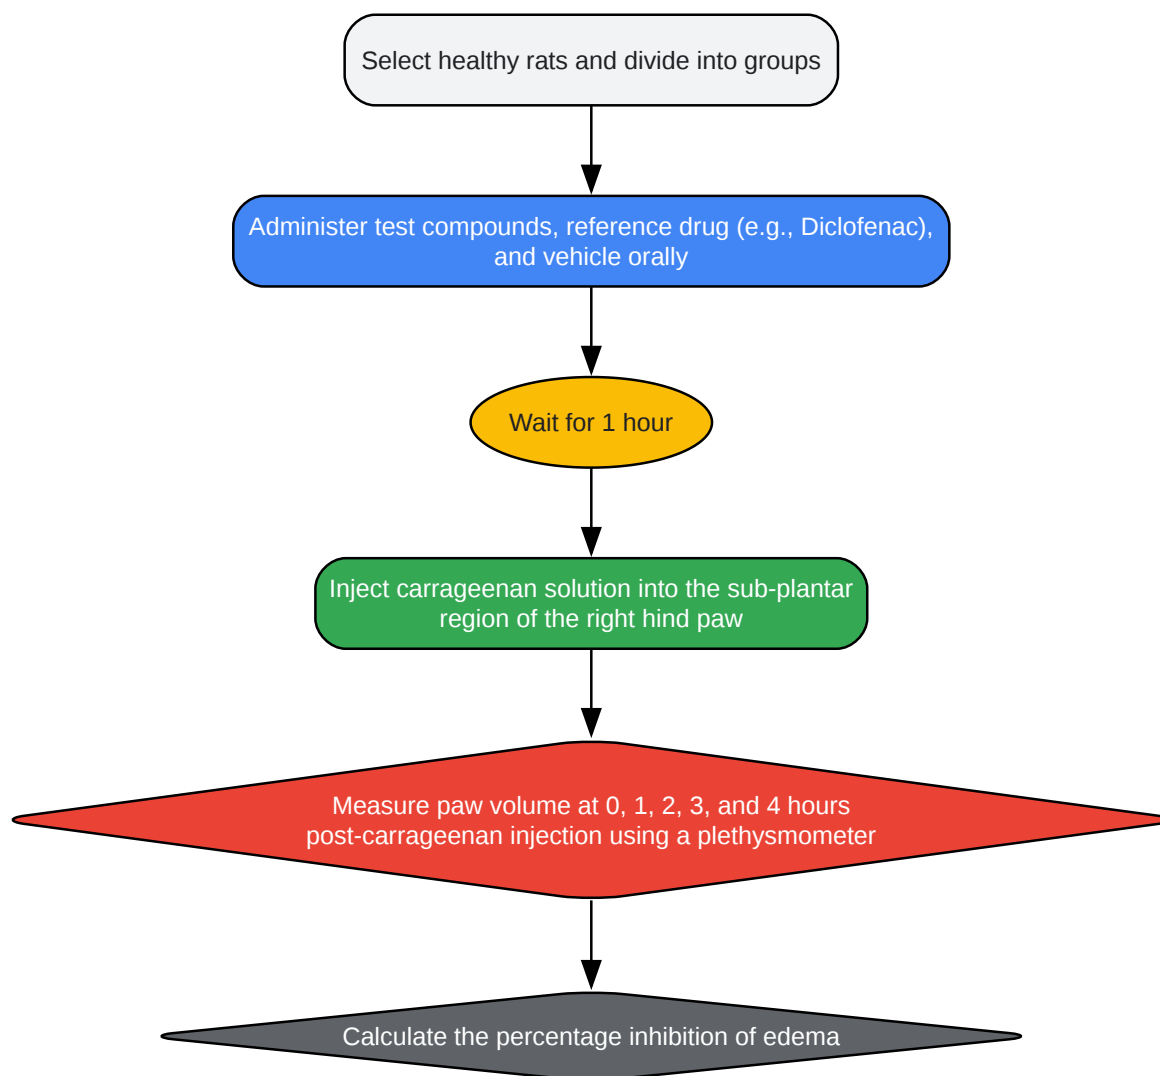 Select healthy rats and divide into groups
Administer test compounds, reference drug (e.g., Diclofenac),
and vehicle orally
Wait for 1 hour
Inject carrageenan solution into the sub-plantar
region of the right hind paw
Measure paw volume at 0, 1, 2, 3, and 4 hours
post-carrageenan injection using a plethysmometer
Calculate the percentage inhibition of edema